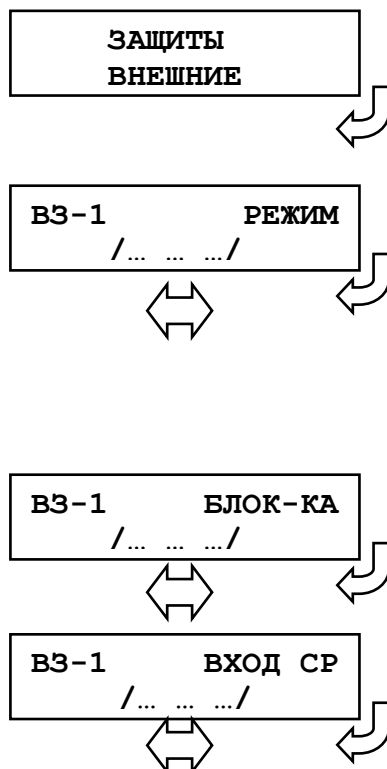 ЗАЩИТЫ
ВНЕШНИЕ
ВЗ-1 РЕЖИМ
/… … …/
ВЗ-1 БЛОК-КА
/… … …/
ВЗ-1 ВХОД СР
/… … …/